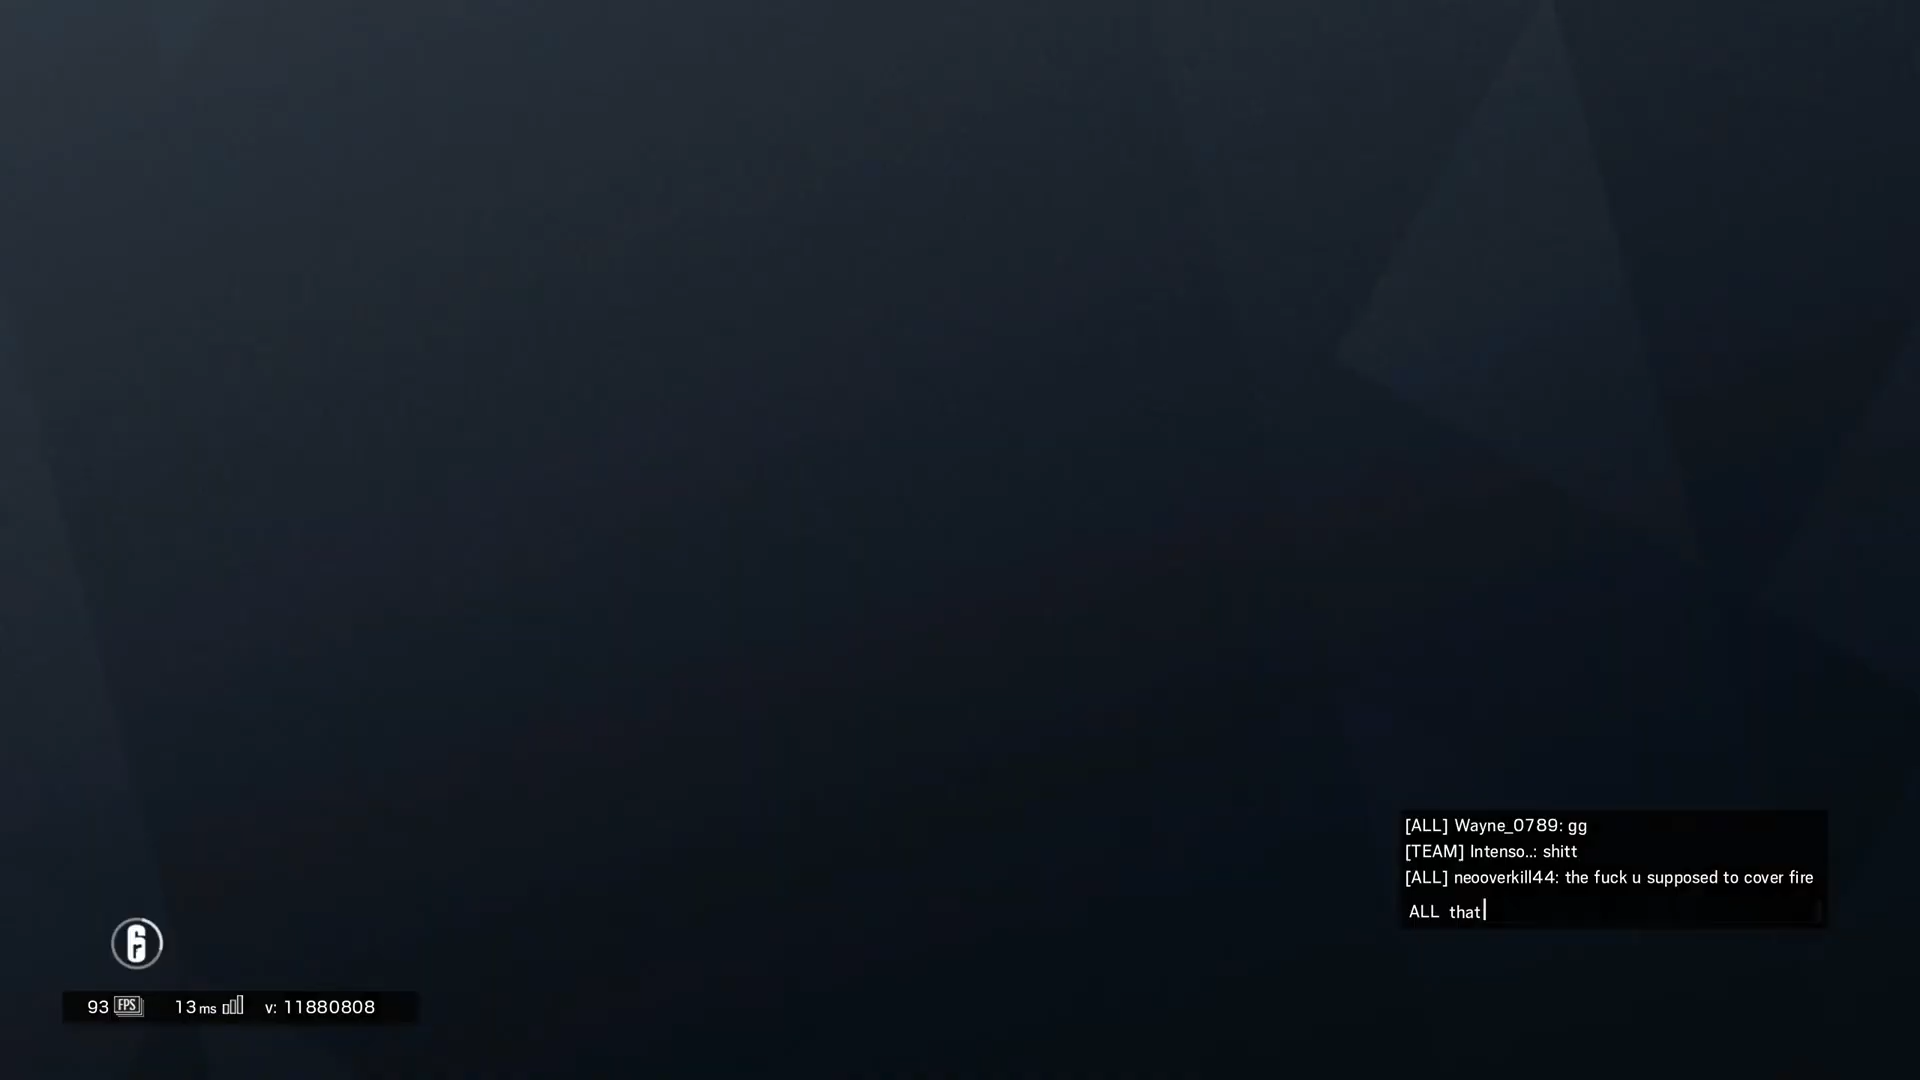 [ALL] Wayne_0789: gg
[TEAM] Intenso..: shitt
[ALL] neooverkill44: the fuck u supposed to cover fire
ALL that
6
93 FPS 13 ms v: 11880808